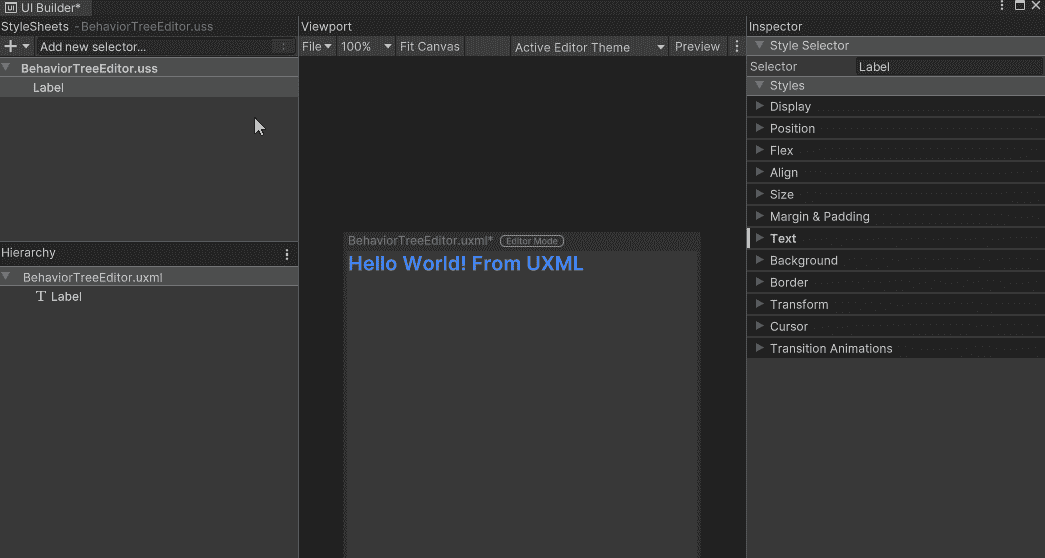 UI Builder*
StyleSheets - BehaviorTreeEditor.uss
Add new selector...
BehaviorTreeEditor.uss
Label
Hierarchy
BehaviorTreeEditor.uxml
Label
Viewport
File 100% Fit Canvas Active Editor Theme Preview
BehaviorTreeEditor.uxml* Editor Mode
Hello World! From UXML
Inspector
Style Selector
Selector Label
Styles
Display
Position
Flex
Align
Size
Margin & Padding
Text
Background
Border
Transform
Cursor
Transition Animations